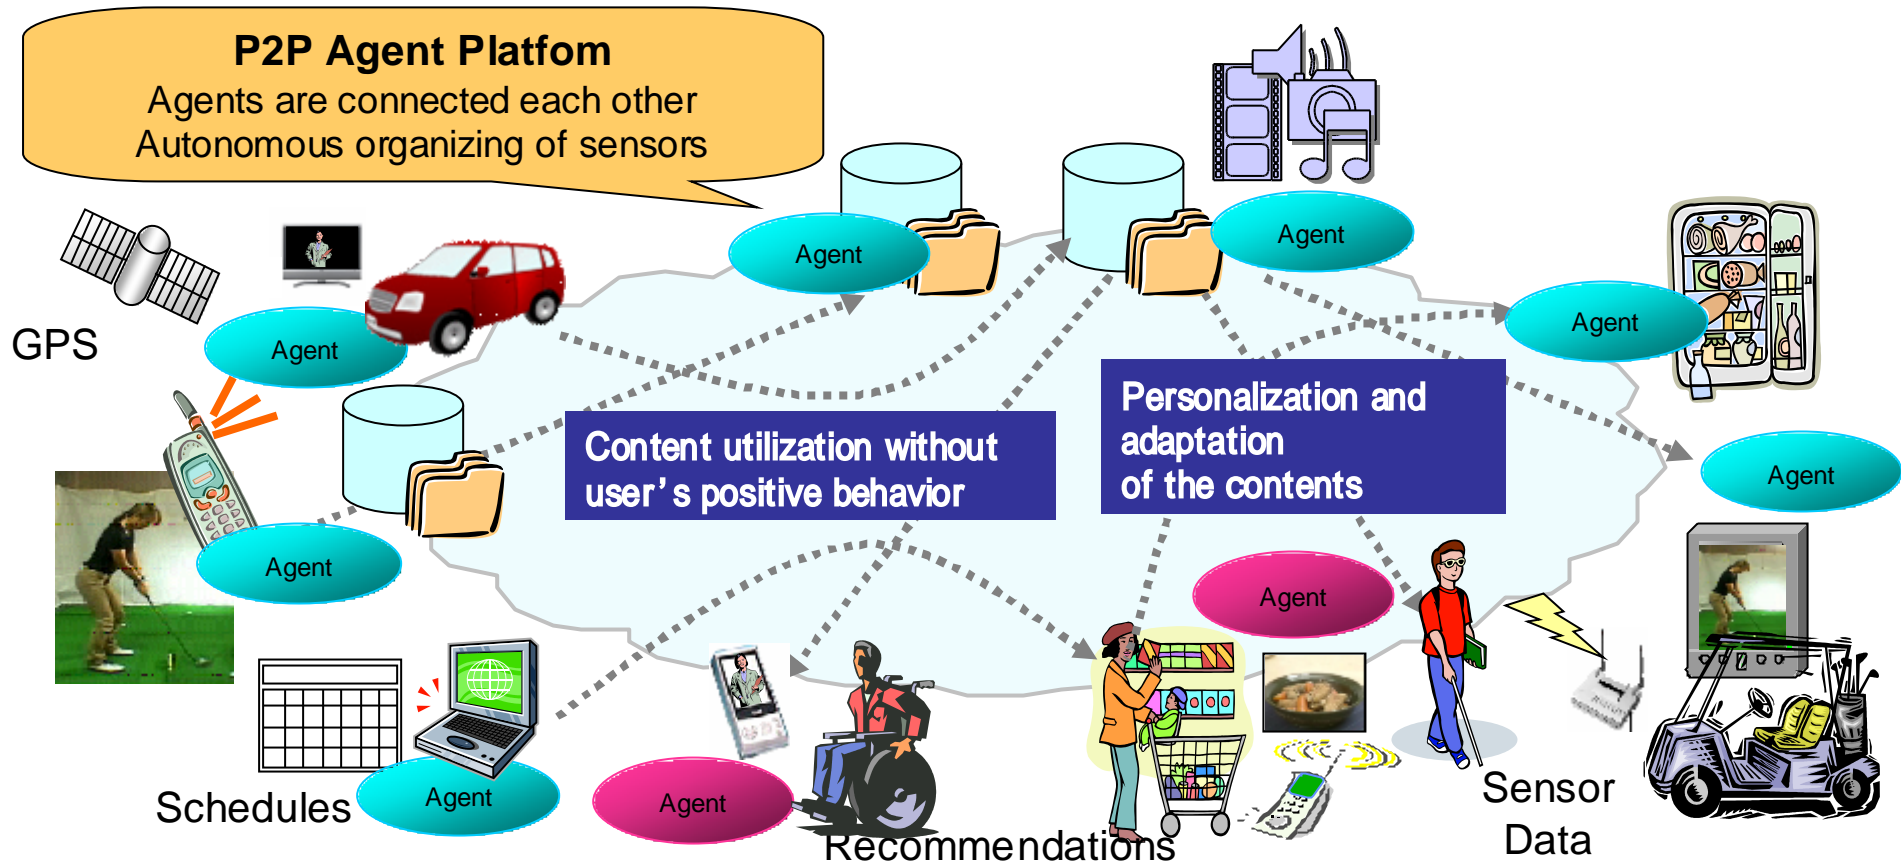 P2P Agent Platfom
Agents are connected each other
Autonomous organizing of sensors
Agent
Agent
GPS
Agent
Agent
Personalization and
adaptation
of the contents
Content utilization without
user’s positive behavior
Agent
Agent
Agent
Schedules
Agent
Agent
Recommendations
Sensor
Data